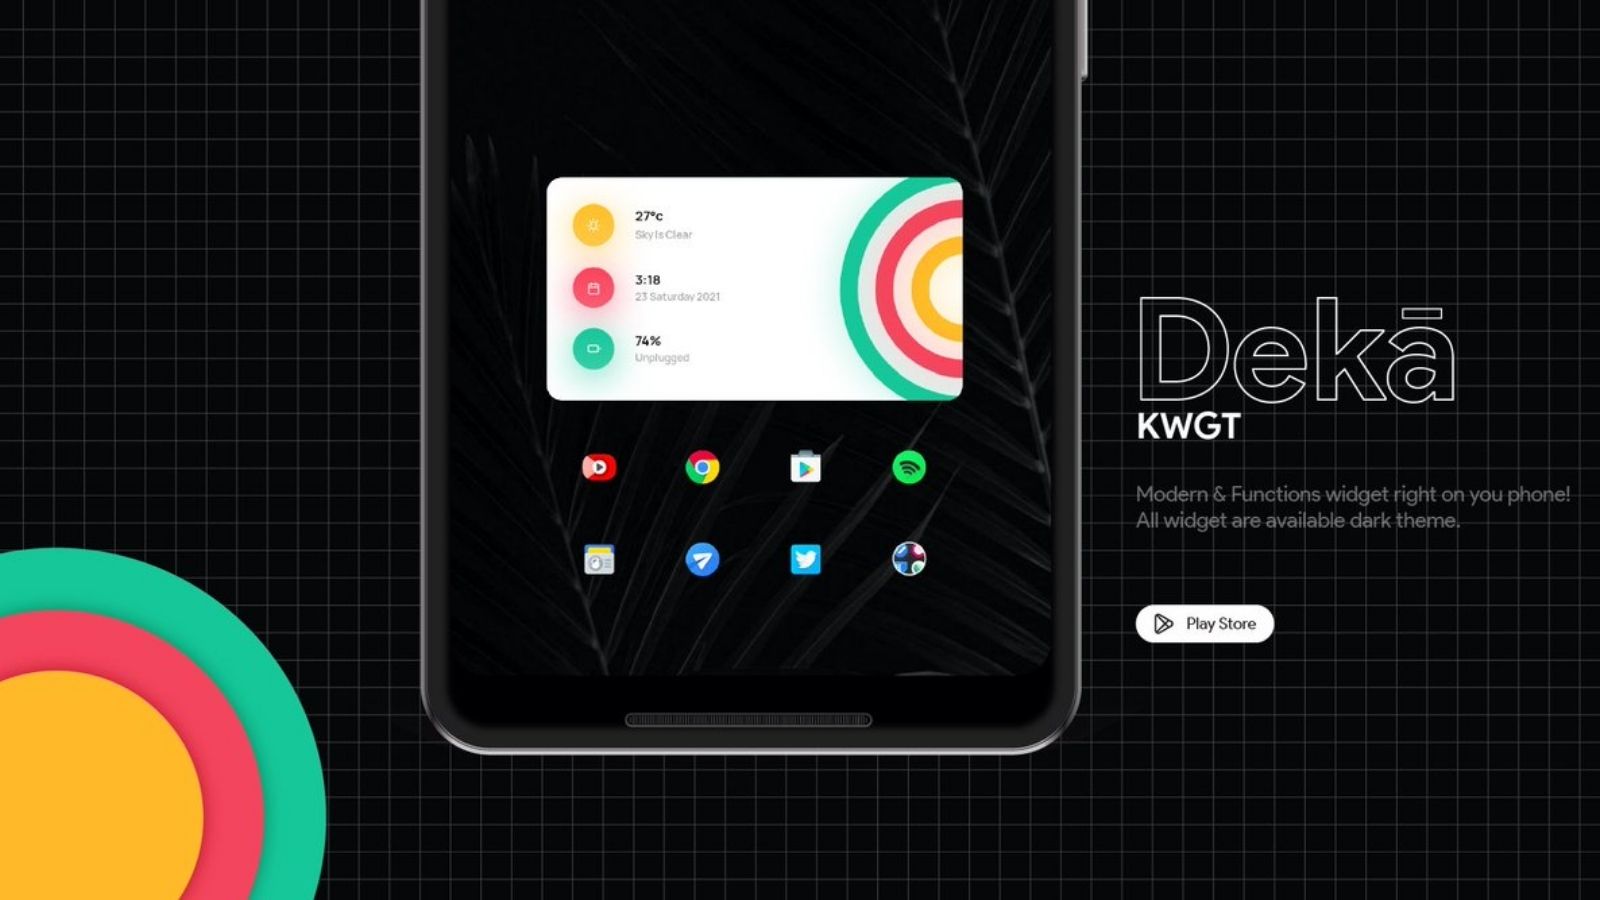 27°c
Sky Is Clear
3:18
23 Saturday 2021
74%
Unplugged
Dekā
KWGT
Modern & Functions widget right on you phone!
All widget are available dark theme.
Play Store